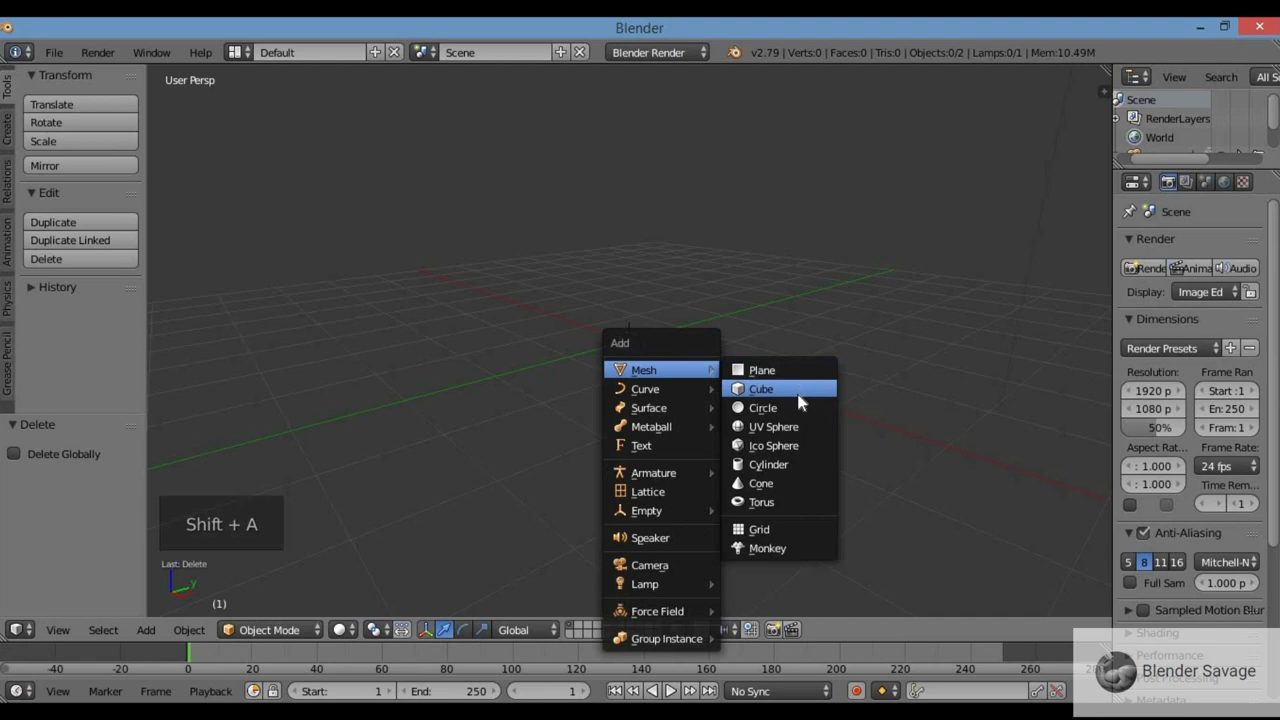 Blender
File Render Window Help Default Scene Blender Render v2.79 | Verts:0 | Faces:0 | Tris:0 | Objects:0/2 | Lamps:0/1 | Mem:10.49M
Tools
Create
Relations
Animation
Physics
Grease Pencil
Transform
Translate
Rotate
Scale
Mirror
Edit
Duplicate
Duplicate Linked
Delete
History
Delete
Delete Globally
User Persp
Shift + A
Last: Delete
y
(1)
Add
Mesh
Curve
Surface
Metaball
Text
Armature
Lattice
Empty
Speaker
Camera
Lamp
Force Field
Group Instance
Plane
Cube
Circle
UV Sphere
Ico Sphere
Cylinder
Cone
Torus
Grid
Monkey
View Search All S
Scene
RenderLayers
World
Scene
Render
Rende Anima Audio
Display: Image Ed
Dimensions
Render Presets
Resolution: Frame Ran
1920 p Start :1
1080 p En: 250
50% Fram: 1
Aspect Rat Frame Rate:
: 1.000 24 fps
: 1.000 Time Rem...
1
Anti-Aliasing
5 8 11 16 Mitchell-N
Full Sam 1.000 p
Sampled Motion Blur
Shading
Performance
Metadata
View Select Add Object Object Mode Global
-40 -20 0 20 40 60 80 100 120 140 160 180 200 220 240 260 280
View Marker Frame Playback Start: 1 End: 250 1 No Sync
Blender Savage